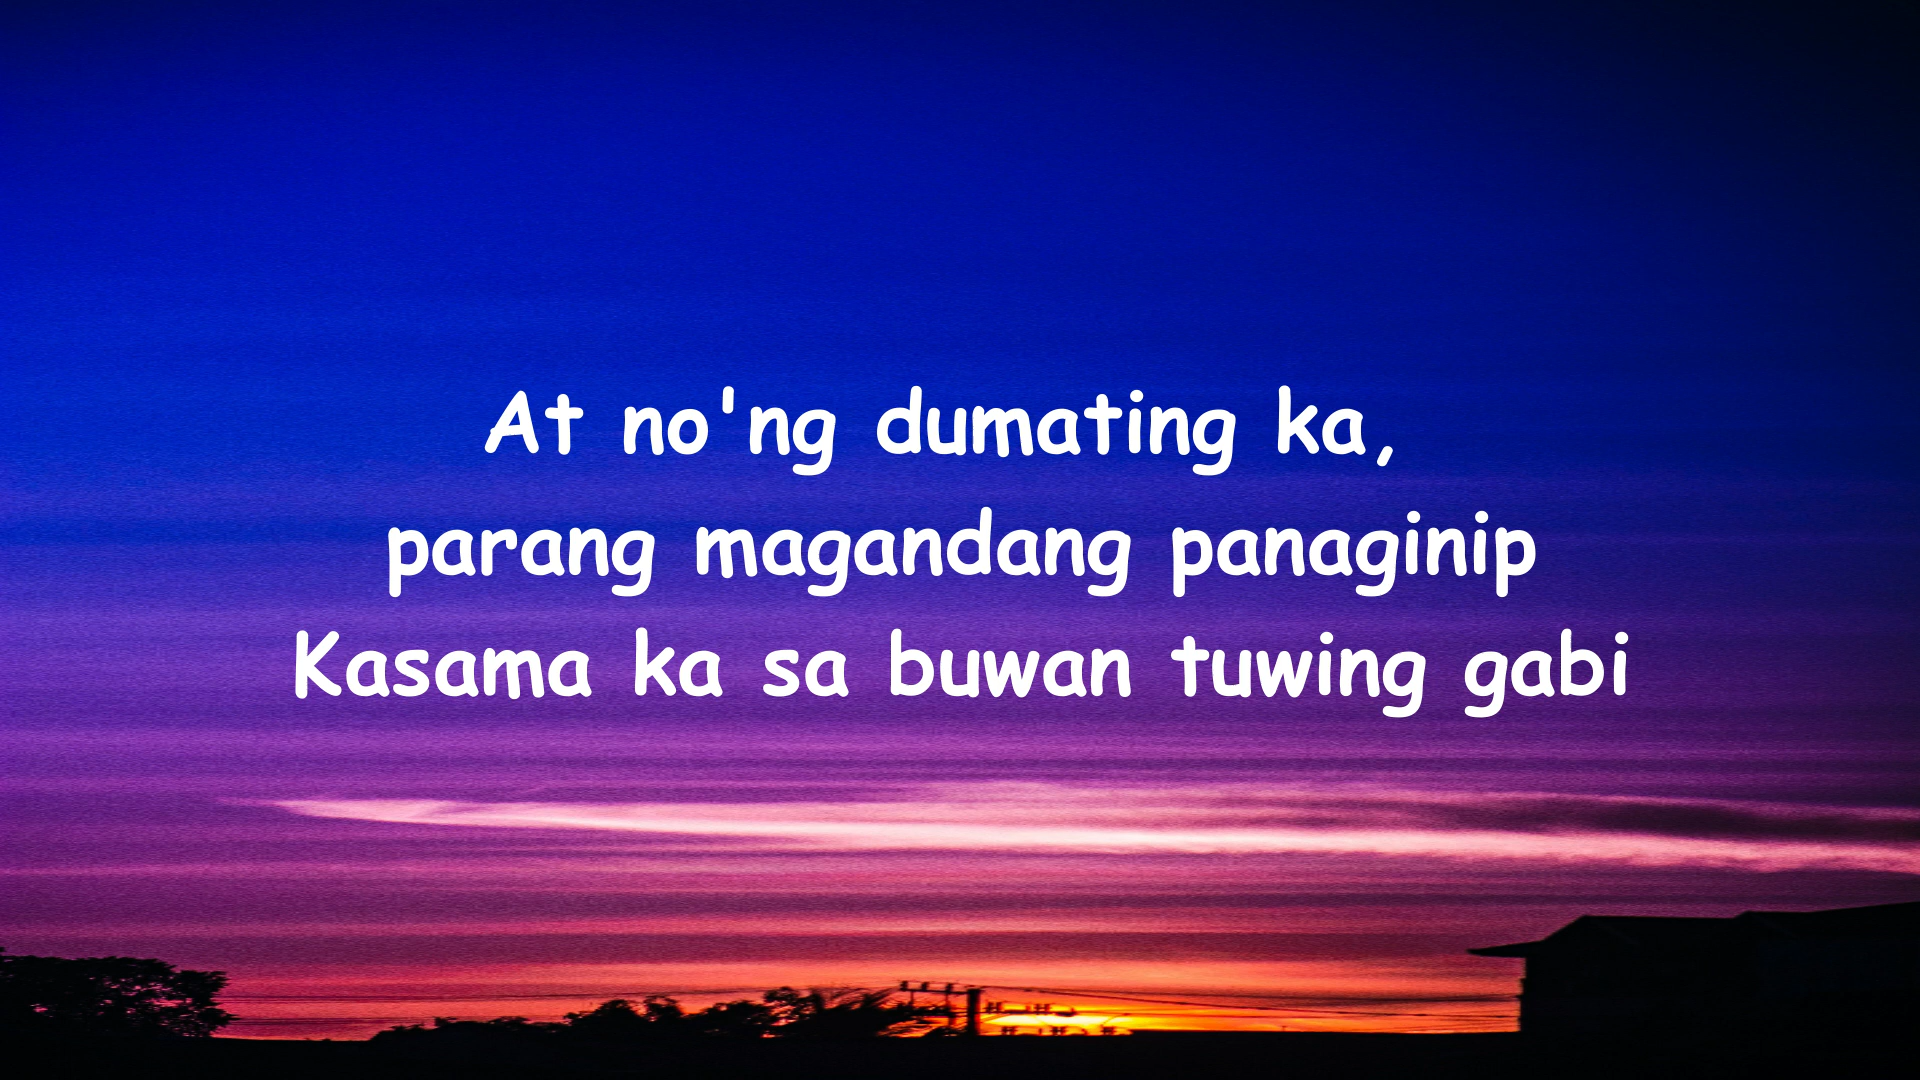 At no'ng dumating ka,
parang magandang panaginip
Kasama ka sa buwan tuwing gabi